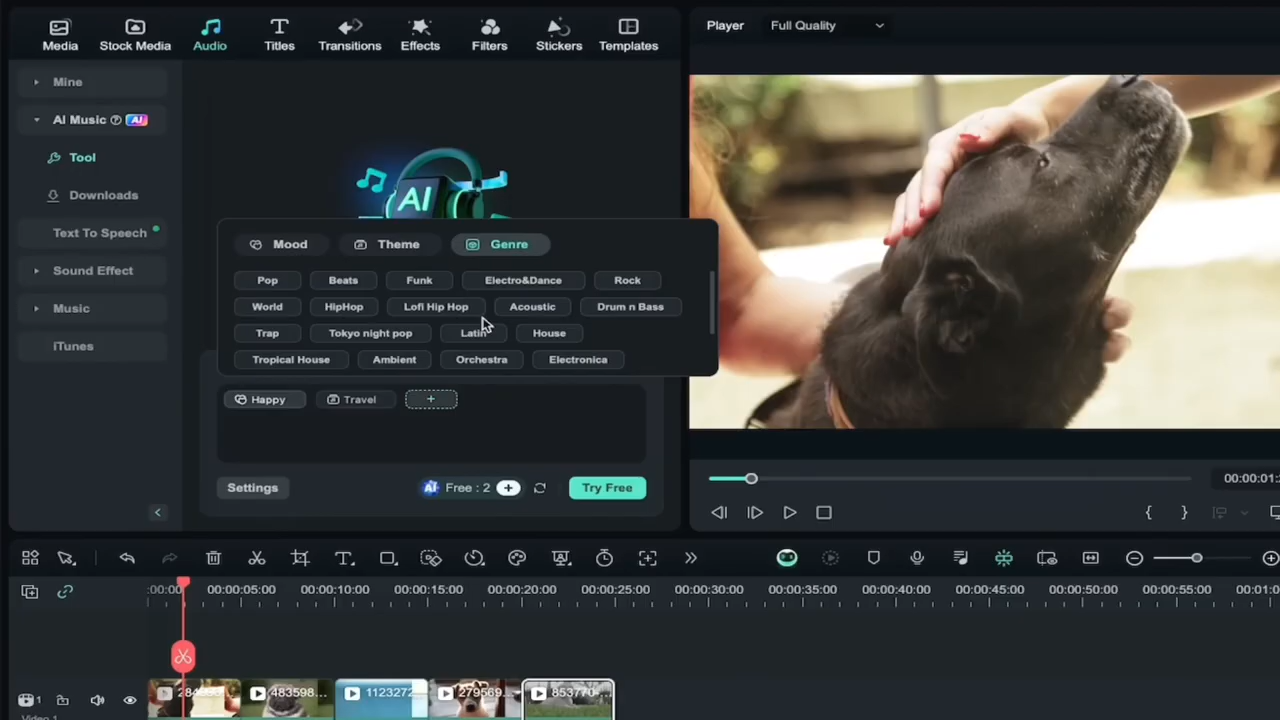 Media Stock Media Audio Titles Transitions Effects Filters Stickers Templates
Player Full Quality
Mine
AI Music AI
Tool
Downloads
Text To Speech
Sound Effect
Music
iTunes
AI
Mood Theme Genre
Pop Beats Funk Electro&Dance Rock
World HipHop Lofi Hip Hop Acoustic Drum n Bass
Trap Tokyo night pop Latin House
Tropical House Ambient Orchestra Electronica
Happy Travel +
Settings AI Free : 2 + Try Free
00:00:01:2
{ }
:00:00 00:00:05:00 00:00:10:00 00:00:15:00 00:00:20:00 00:00:25:00 00:00:30:00 00:00:35:00 00:00:40:00 00:00:45:00 00:00:50:00 00:00:55:00 00:01:0
1 483598... 1123272 279569... 853770-...
Video 1